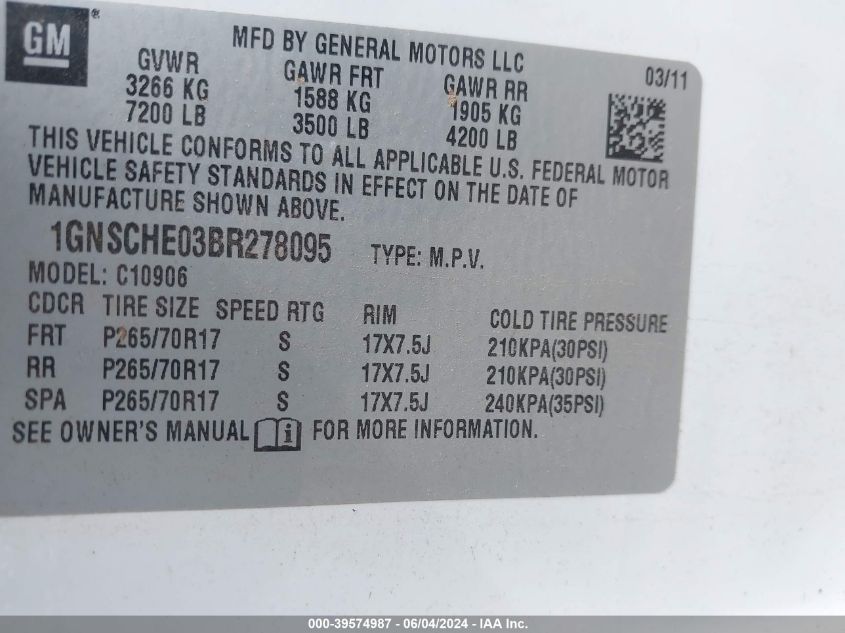 GM®
MFD BY GENERAL MOTORS LLC
03/11
GVWR GAWR FRT GAWR RR
3266 KG 1588 KG 1905 KG
7200 LB 3500 LB 4200 LB
THIS VEHICLE CONFORMS TO ALL APPLICABLE U.S. FEDERAL MOTOR
VEHICLE SAFETY STANDARDS IN EFFECT ON THE DATE OF
MANUFACTURE SHOWN ABOVE.
1GNSCHE03BR278095 TYPE: M.P.V.
MODEL: C10906
CDCR TIRE SIZE SPEED RTG RIM COLD TIRE PRESSURE
FRT P265/70R17 S 17X7.5J 210KPA(30PSI)
RR P265/70R17 S 17X7.5J 210KPA(30PSI)
SPA P265/70R17 S 17X7.5J 240KPA(35PSI)
SEE OWNER'S MANUAL i FOR MORE INFORMATION.
000-39574987 - 06/04/2024 - IAA Inc.